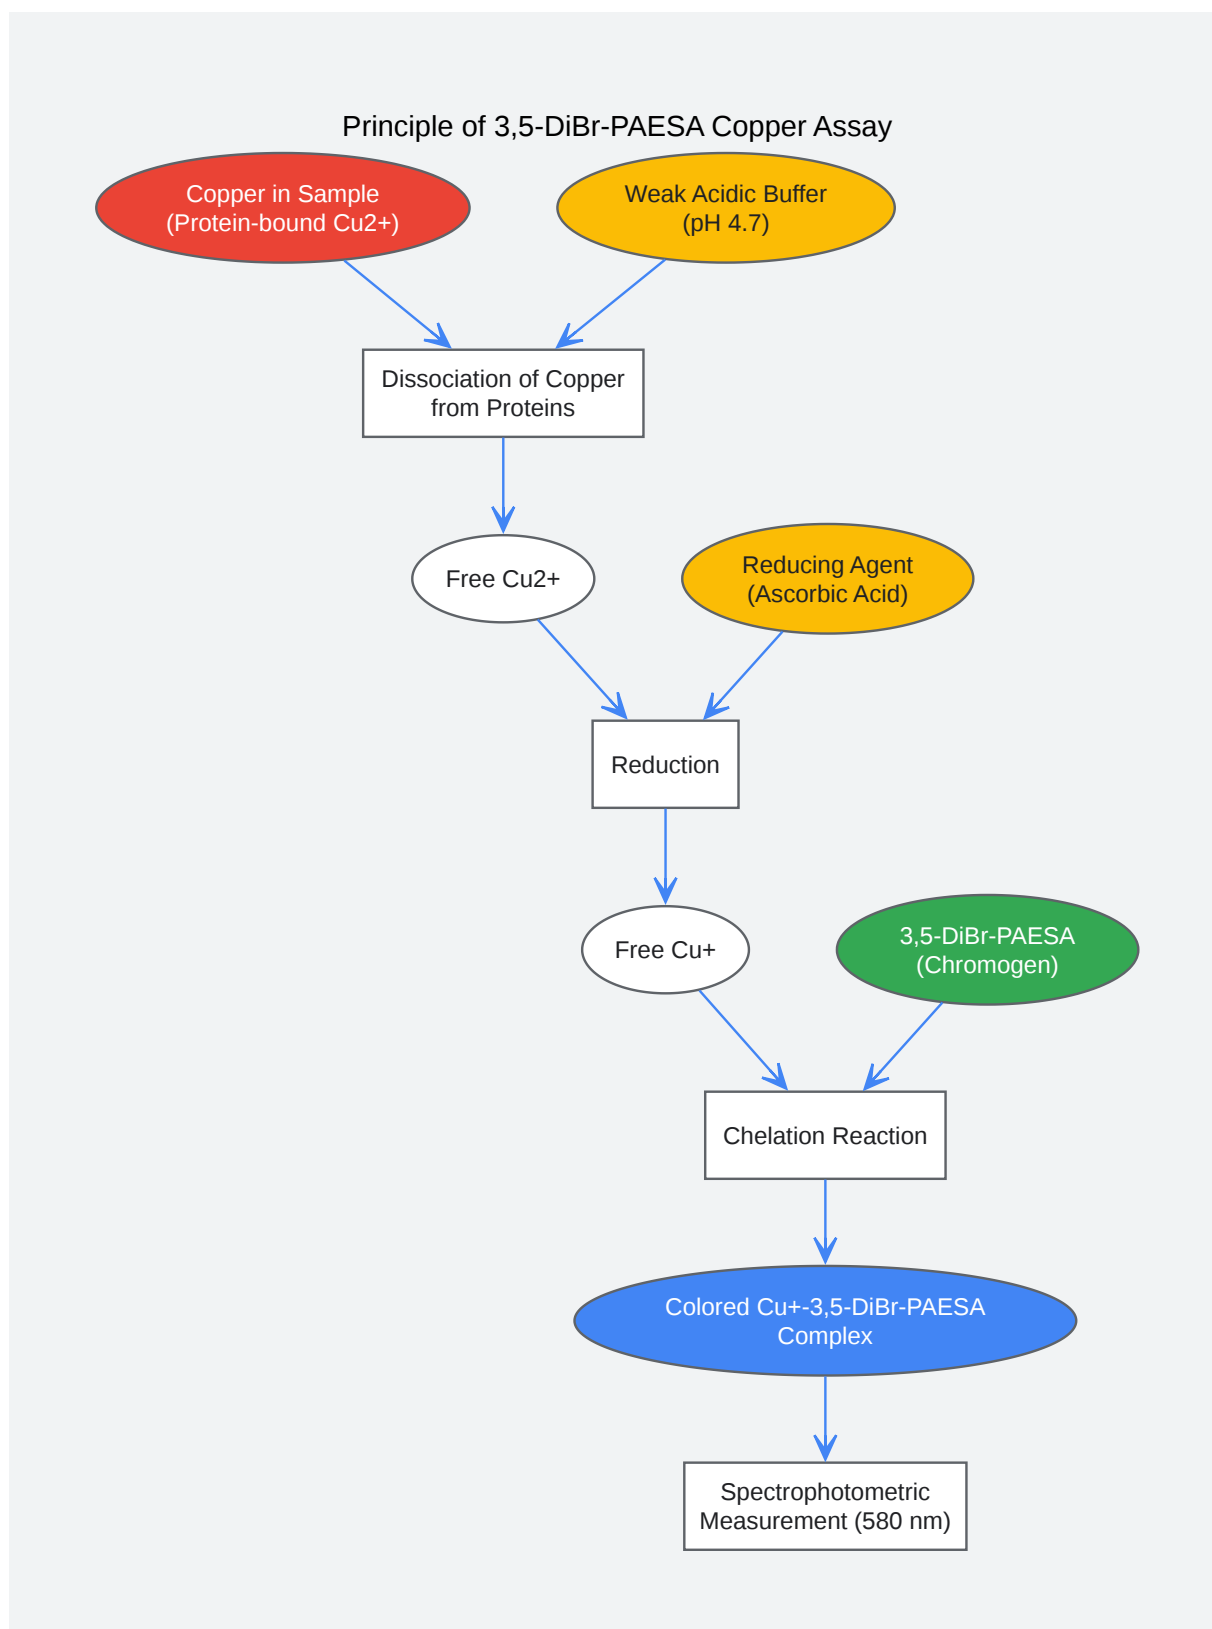 Principle of 3,5-DiBr-PAESA Copper Assay
Copper in Sample
(Protein-bound Cu2+)
Weak Acidic Buffer
(pH 4.7)
Dissociation of Copper
from Proteins
Free Cu2+
Reducing Agent
(Ascorbic Acid)
Reduction
Free Cu+
3,5-DiBr-PAESA
(Chromogen)
Chelation Reaction
Colored Cu+-3,5-DiBr-PAESA
Complex
Spectrophotometric
Measurement (580 nm)